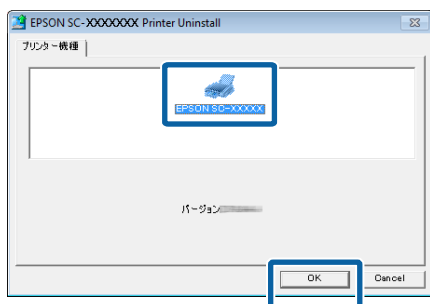 EPSON SC-XXXXXXX Printer Uninstall
プリンター機種
EPSON SC-XXXXX
バージョン
OK
Cancel